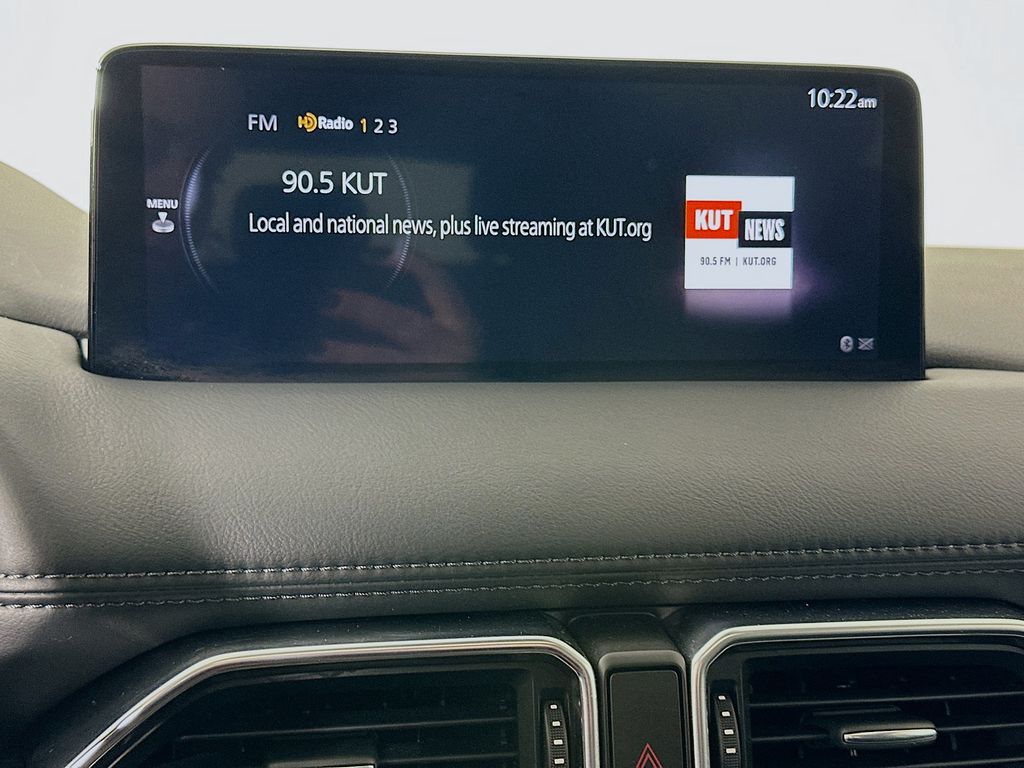 10:22am
FM HD Radio 1 2 3
90.5 KUT
MENU
Local and national news, plus live streaming at KUT.org
KUT
NEWS
90.5 FM | KUT.ORG